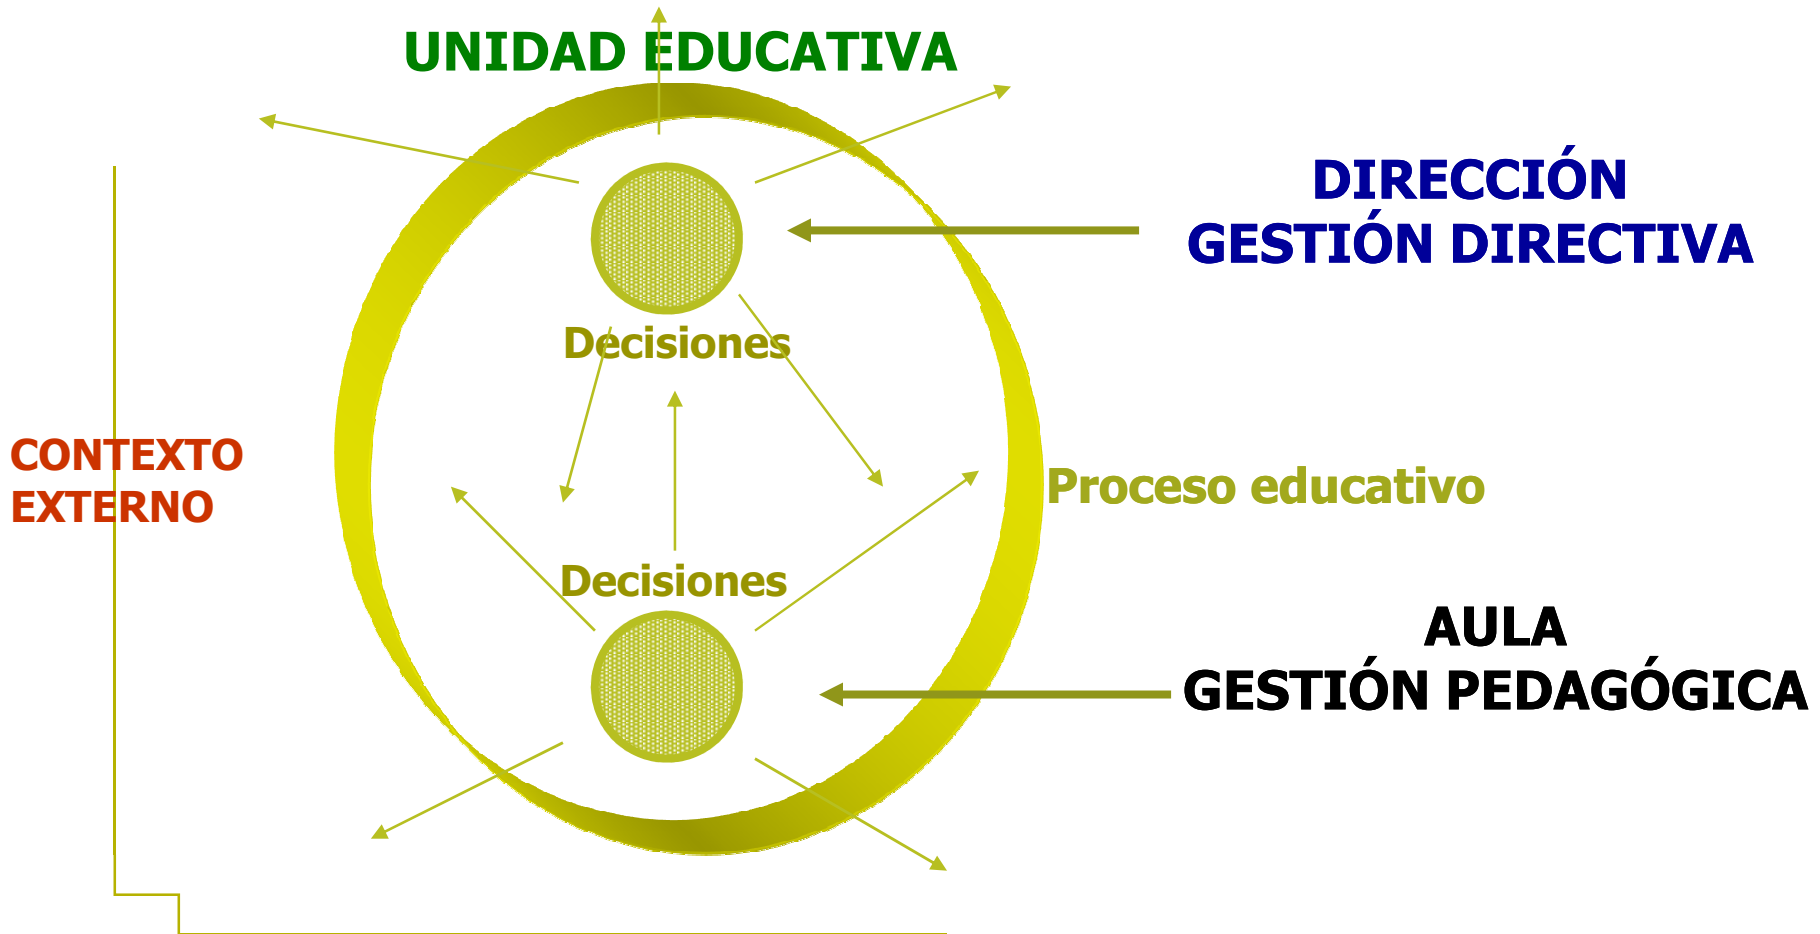 UNIDAD EDUCATIVA
DIRECCIÓN
GESTIÓN DIRECTIVA
Decisiones
CONTEXTO
EXTERNO
Proceso educativo
Decisiones
AULA
GESTIÓN PEDAGÓGICA